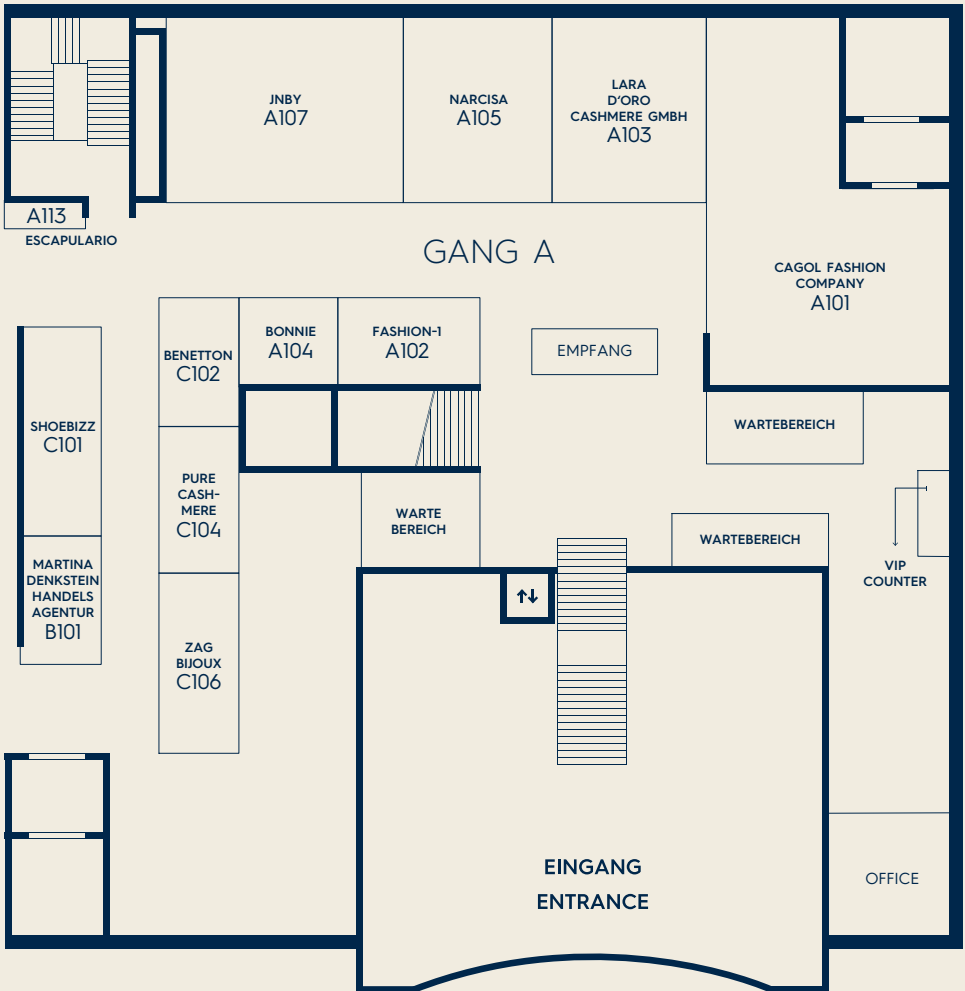 JNBY
A107
NARCISA
A105
LARA
D'ORO
CASHMERE GMBH
A103
A113
ESCAPULARIO
GANG A
CAGOL FASHION
COMPANY
A101
BENETTON
C102
BONNIE
A104
FASHION-1
A102
EMPFANG
SHOEBIZZ
C101
PURE
CASH-
MERE
C104
WARTE
BEREICH
WARTEBEREICH
WARTEBEREICH
VIP
COUNTER
MARTINA
DENKSTEIN
HANDELS
AGENTUR
B101
ZAG
BIJOUX
C106
EINGANG
ENTRANCE
OFFICE